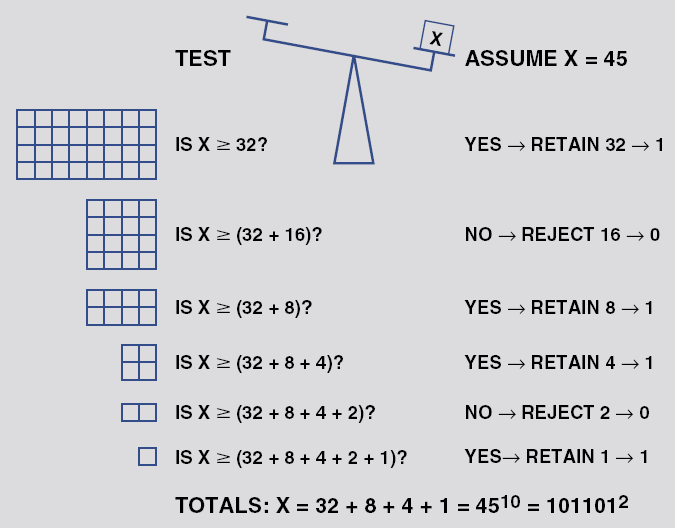 X
TEST ASSUME X = 45
IS X ≥ 32? YES → RETAIN 32 → 1
IS X ≥ (32 + 16)? NO → REJECT 16 → 0
IS X ≥ (32 + 8)? YES → RETAIN 8 → 1
IS X ≥ (32 + 8 + 4)? YES → RETAIN 4 → 1
IS X ≥ (32 + 8 + 4 + 2)? NO → REJECT 2 → 0
IS X ≥ (32 + 8 + 4 + 2 + 1)? YES→ RETAIN 1 → 1
TOTALS: X = 32 + 8 + 4 + 1 = 45¹⁰ = 101101²